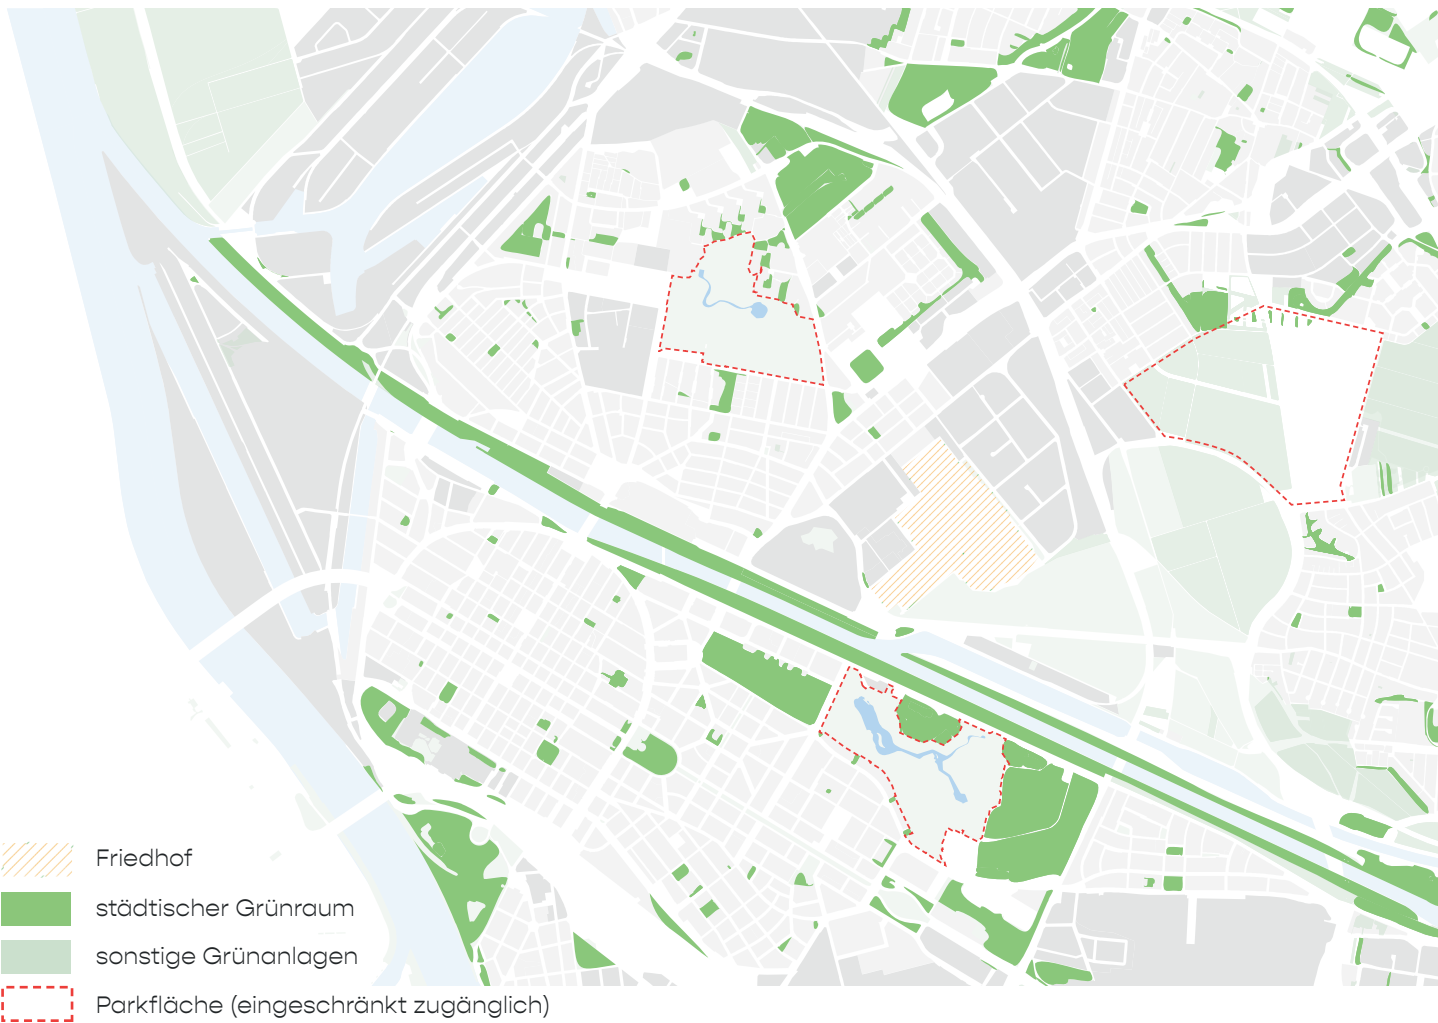 Friedhof
städtischer Grünraum
sonstige Grünanlagen
Parkfläche (eingeschränkt zugänglich)